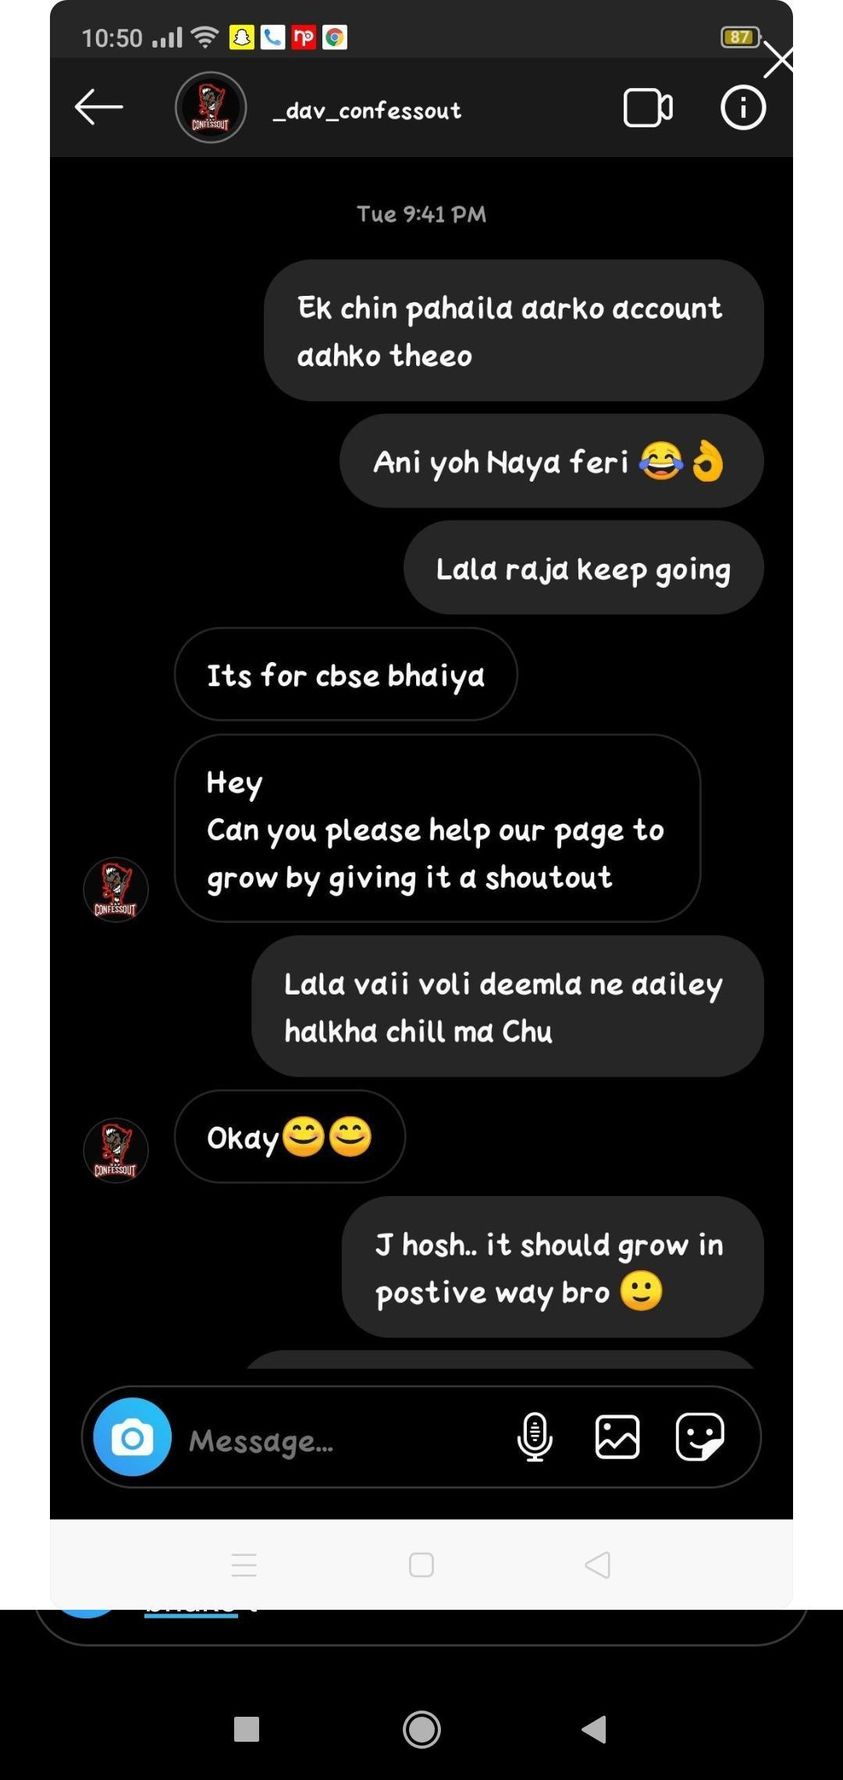 10:50
87
CONFESSOUT
_dav_confessout
Tue 9:41 PM
Ek chin pahaila aarko account
aahko theeo
Ani yoh Naya feri 😂👌
Lala raja keep going
Its for cbse bhaiya
Hey
Can you please help our page to
grow by giving it a shoutout
CONFESSOUT
Lala vaii voli deemla ne aailey
halkha chill ma Chu
Okay😊😊
CONFESSOUT
J hosh.. it should grow in
postive way bro 🙂
Message...